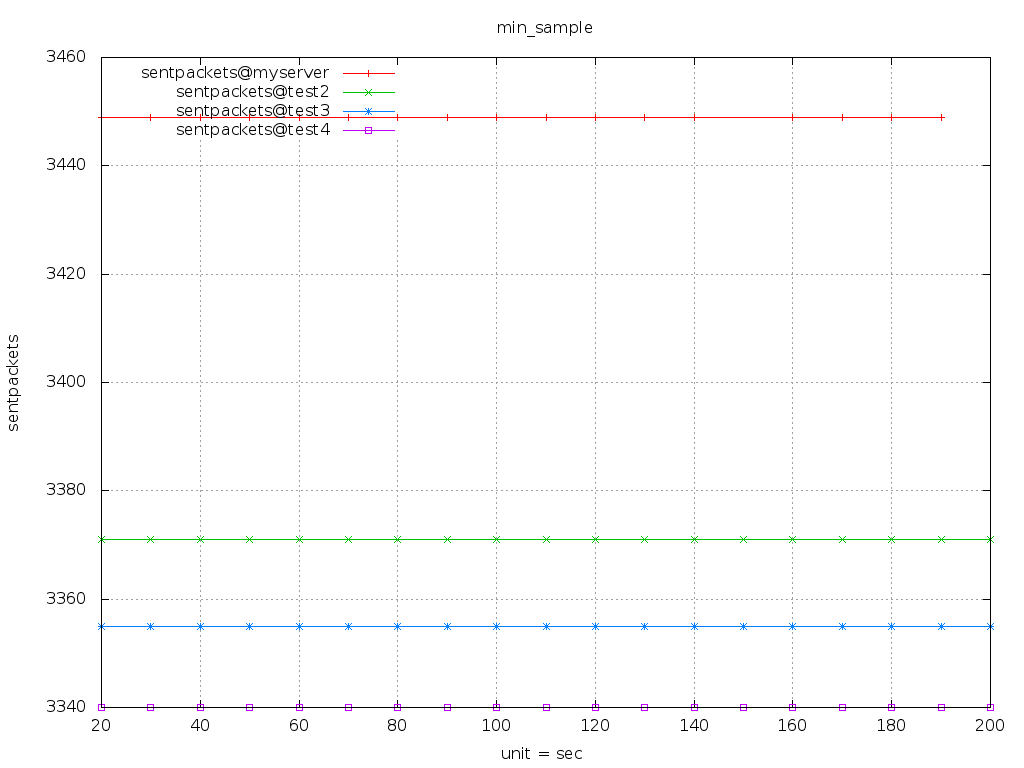 min_sample
3460
sentpackets@myserver
sentpackets@test2
sentpackets@test3
sentpackets@test4
3440
3420
3400
sentpackets
3380
3360
3340
20 40 60 80 100 120 140 160 180 200
unit = sec